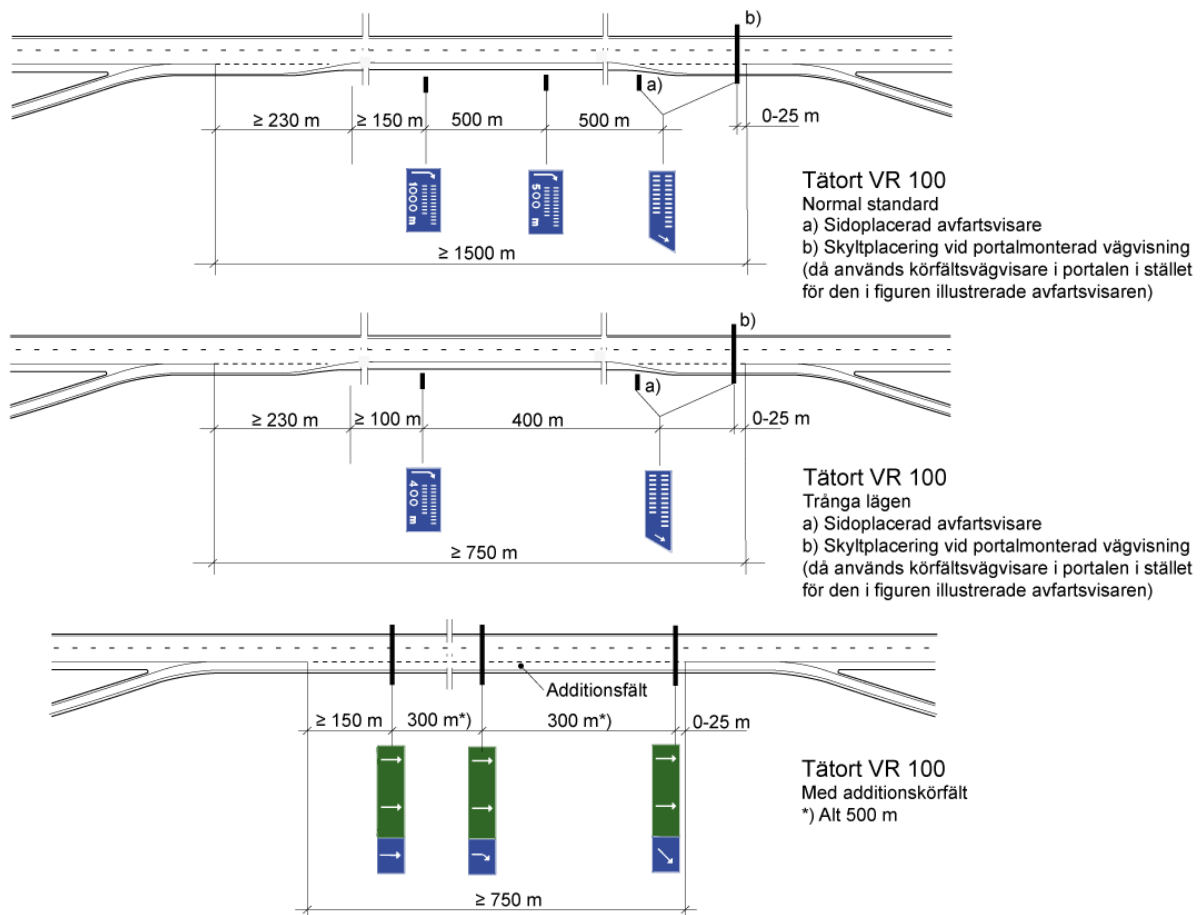 b)
a)
≥ 230 m
≥ 150 m
500 m
500 m
0-25 m
1000 m
500 m
≥ 1500 m
Tätort VR 100
Normal standard
a) Sidoplacerad avfartsvisare
b) Skyltplacering vid portalmonterad vägvisning
(då används körfältsvägvisare i portalen i stället
för den i figuren illustrerade avfartsvisaren)
b)
a)
≥ 230 m
≥ 100 m
400 m
0-25 m
400 m
≥ 750 m
Tätort VR 100
Trånga lägen
a) Sidoplacerad avfartsvisare
b) Skyltplacering vid portalmonterad vägvisning
(då används körfältsvägvisare i portalen i stället
för den i figuren illustrerade avfartsvisaren)
Additionsfält
≥ 150 m
300 m*)
300 m*)
0-25 m
Tätort VR 100
Med additionskörfält
*) Alt 500 m
≥ 750 m